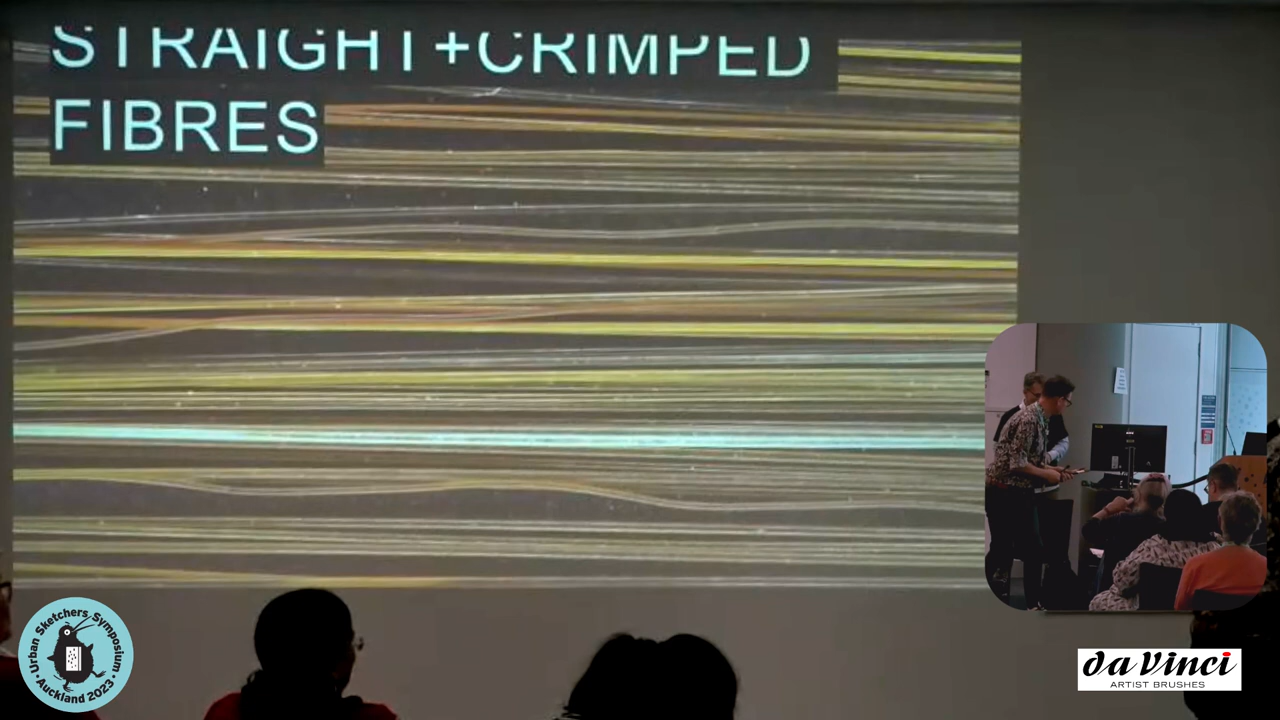 STRAIGHT+CRIMPED
FIBRES
Urban Sketchers Symposium
Auckland 2023
da Vinci
ARTIST BRUSHES